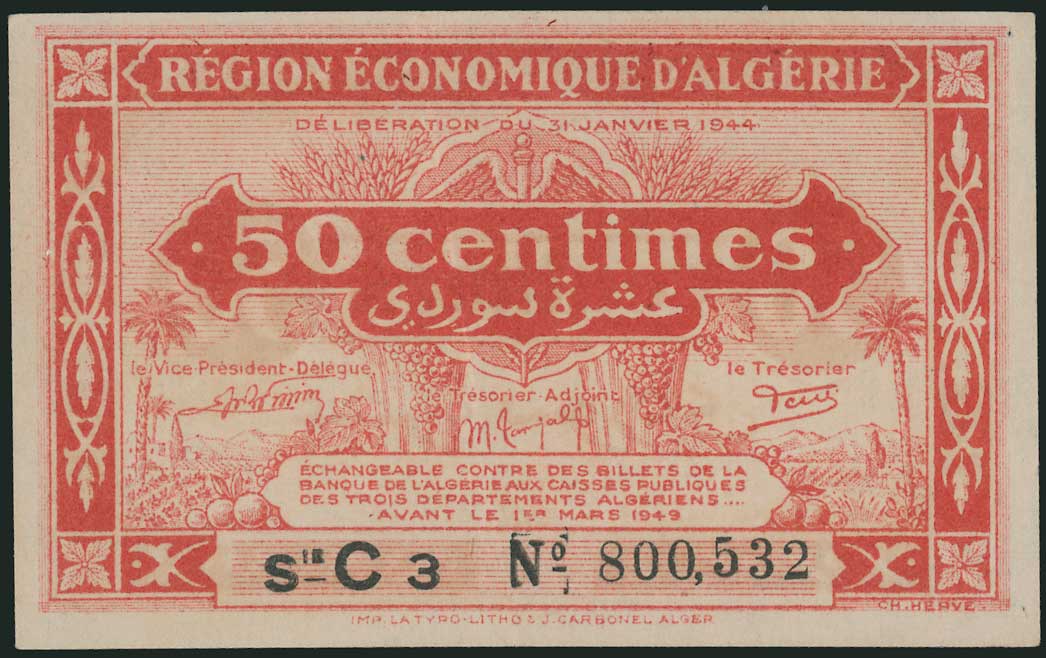 RÉGION ÉCONOMIQUE D'ALGÉRIE
DÉLIBÉRATION DU 31 JANVIER 1944
50 centimes
عشرة سوردي
le Vice-Président-Délégué
le Trésorier-Adjoint
le Trésorier
ÉCHANGEABLE CONTRE DES BILLETS DE LA
BANQUE DE L'ALGÉRIE AUX CAISSES PUBLIQUES
DES TROIS DÉPARTEMENTS ALGÉRIENS....
AVANT LE 1ER MARS 1949
SIE C 3 No 800,532
CH. HERVÉ
IMP. LA TYPO-LITHO & J. CARBONEL ALGER